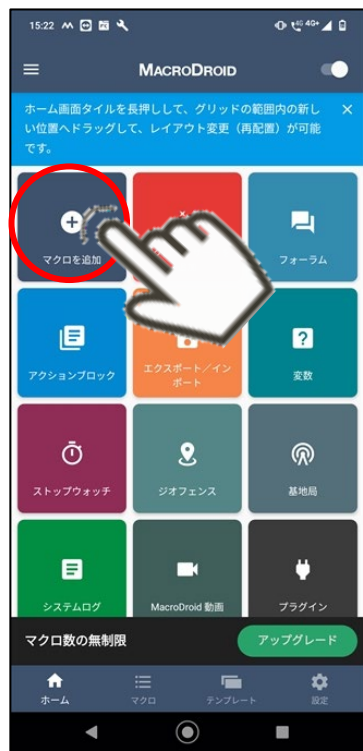 15:22
4G 4G+
MACRODROID
ホーム画面タイルを長押しして、グリッドの範囲内の新し
い位置へドラッグして、レイアウト変更（再配置）が可能
です。
マクロを追加
フォーラム
アクションブロック
エクスポート／イン
ポート
変数
ストップウォッチ
ジオフェンス
基地局
システムログ
MacroDroid 動画
プラグイン
マクロ数の無制限
アップグレード
ホーム
マクロ
テンプレート
設定